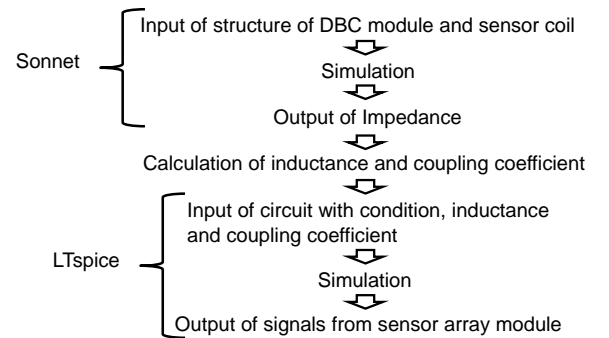 Input of structure of DBC module and sensor coil
Sonnet
Simulation
Output of Impedance
Calculation of inductance and coupling coefficient
Input of circuit with condition, inductance
and coupling coefficient
LTspice
Simulation
Output of signals from sensor array module